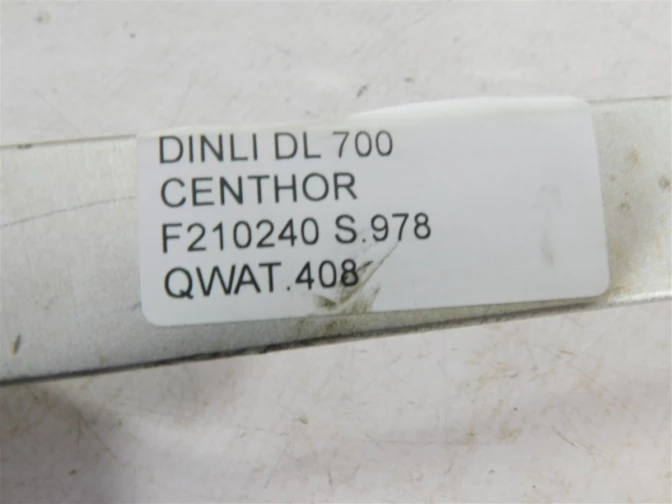 DINLI DL 700
CENTHOR
F210240 S.978
QWAT.408